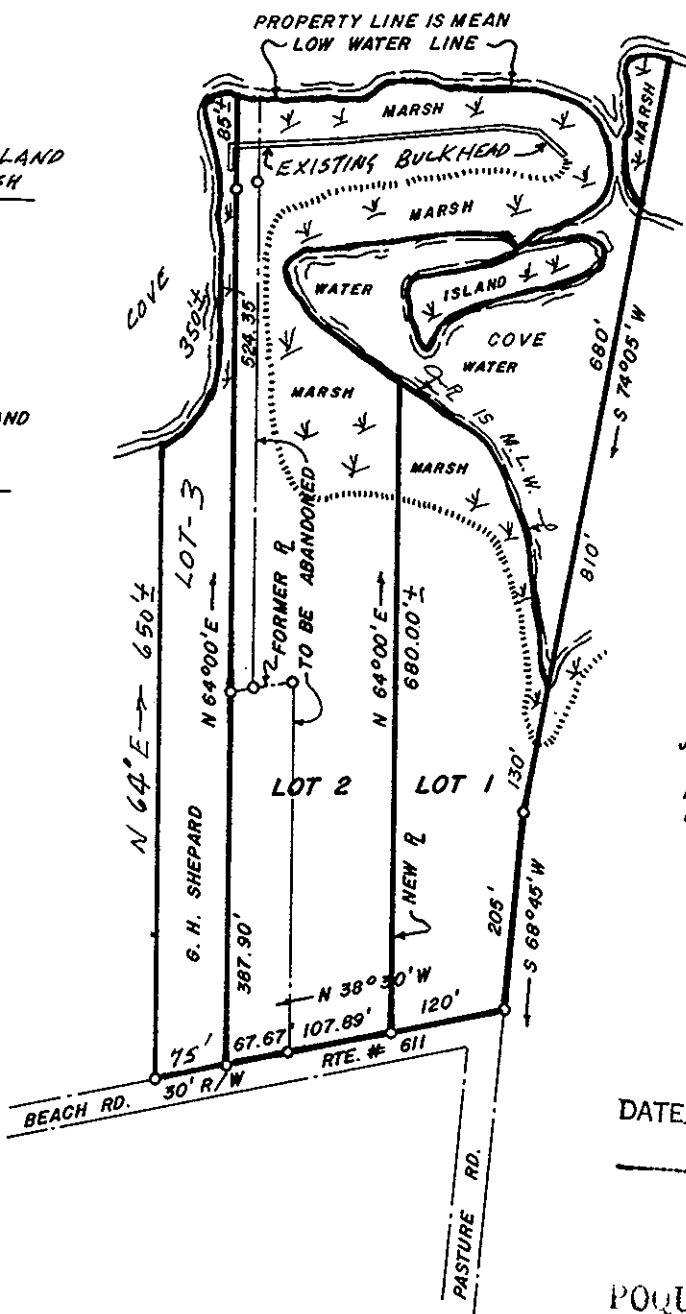 PROPERTY LINE IS MEAN
LOW WATER LINE
85'±
MARSH
MARSH
LAND
EXISTING BULKHEAD
MARSH
WATER
ISLAND
COVE
WATER
COVE
350'±
524.35
680'
S 74°05' W
MARSH
MARSH
℞ IS M.L.W. ℞
810'
LOT-3
N 64°00' E
FORMER ℞
TO BE ABANDONED
N 64°00' E
680.00'±
N 64° E → 650'±
LOT 2
LOT 1
130'
G. H. SHEPARD
387.90'
NEW ℞
205'
S 68°45' W
N 38°30' W
75'
67.67'
107.89'
120'
30' R/W
RTE. # 611
BEACH RD.
PASTURE RD.
DATE
POQU